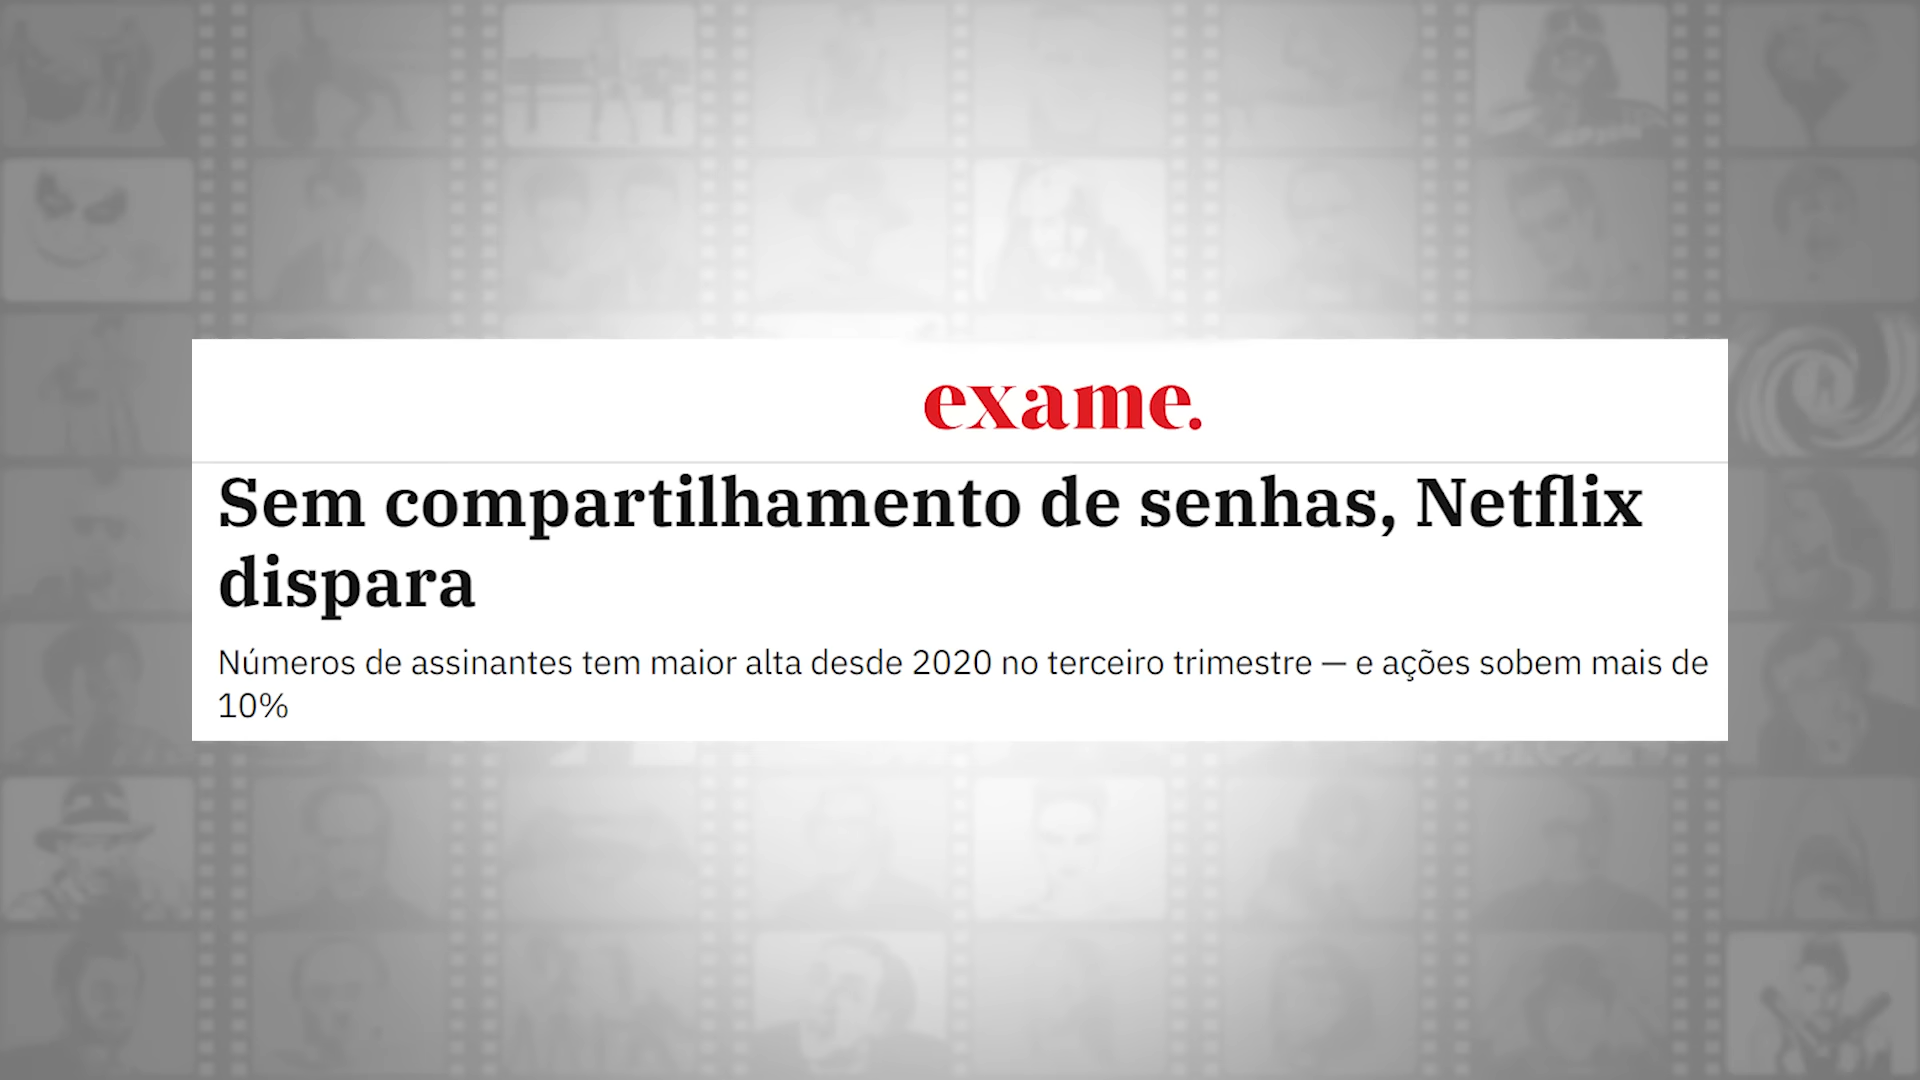 exame.
Sem compartilhamento de senhas, Netflix
dispara
Números de assinantes tem maior alta desde 2020 no terceiro trimestre — e ações sobem mais de
10%